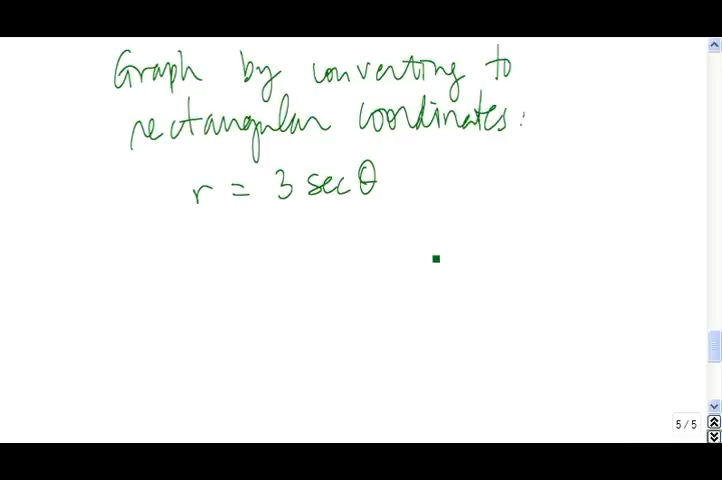 Graph by converting to
rectangular coordinates:
r = 3 sec θ
5 / 5